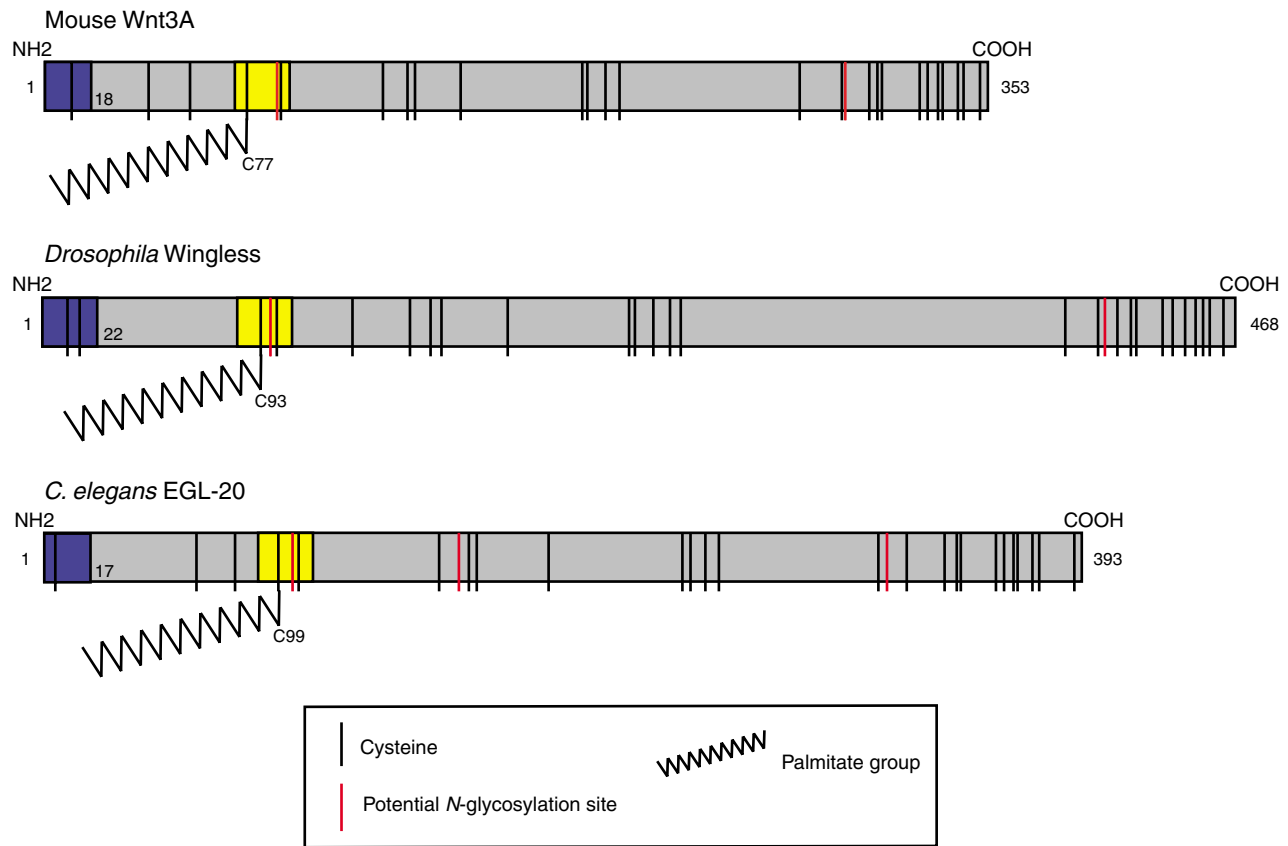 Mouse Wnt3A
NH2
COOH
1
18
353
C77
Drosophila Wingless
NH2
COOH
1
22
468
C93
C. elegans EGL-20
NH2
COOH
1
17
393
C99
Cysteine
Palmitate group
Potential N-glycosylation site